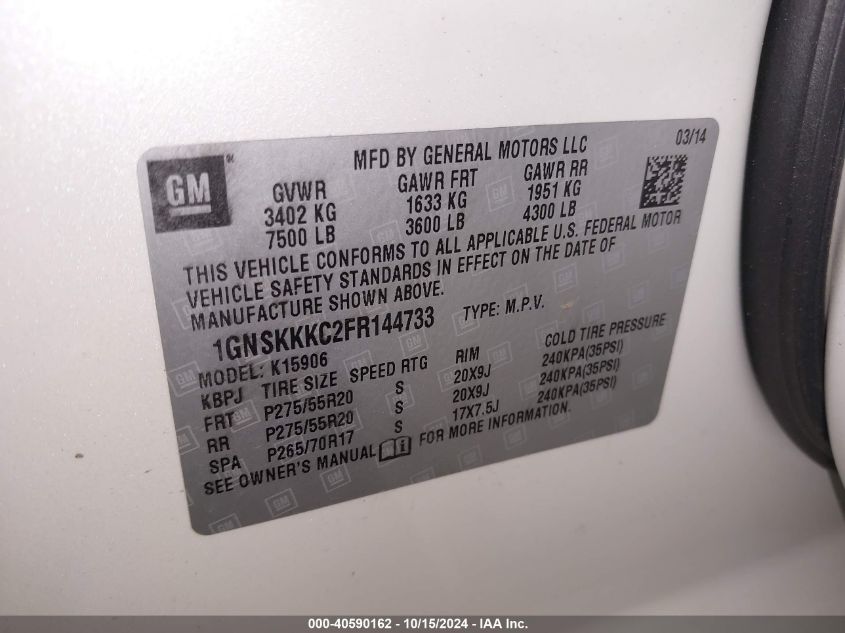 03/14
MFD BY GENERAL MOTORS LLC
GM
GVWR GAWR FRT GAWR RR
3402 KG 1633 KG 1951 KG
7500 LB 3600 LB 4300 LB
THIS VEHICLE CONFORMS TO ALL APPLICABLE U.S. FEDERAL MOTOR
VEHICLE SAFETY STANDARDS IN EFFECT ON THE DATE OF
MANUFACTURE SHOWN ABOVE.
1GNSKKKC2FR144733 TYPE: M.P.V.
MODEL: K15906
KBPJ TIRE SIZE SPEED RTG RIM COLD TIRE PRESSURE
FRT P275/55R20 S 20X9J 240KPA(35PSI)
RR P275/55R20 S 20X9J 240KPA(35PSI)
SPA P265/70R17 S 17X7.5J 240KPA(35PSI)
SEE OWNER'S MANUAL FOR MORE INFORMATION.
000-40590162 - 10/15/2024 - IAA Inc.